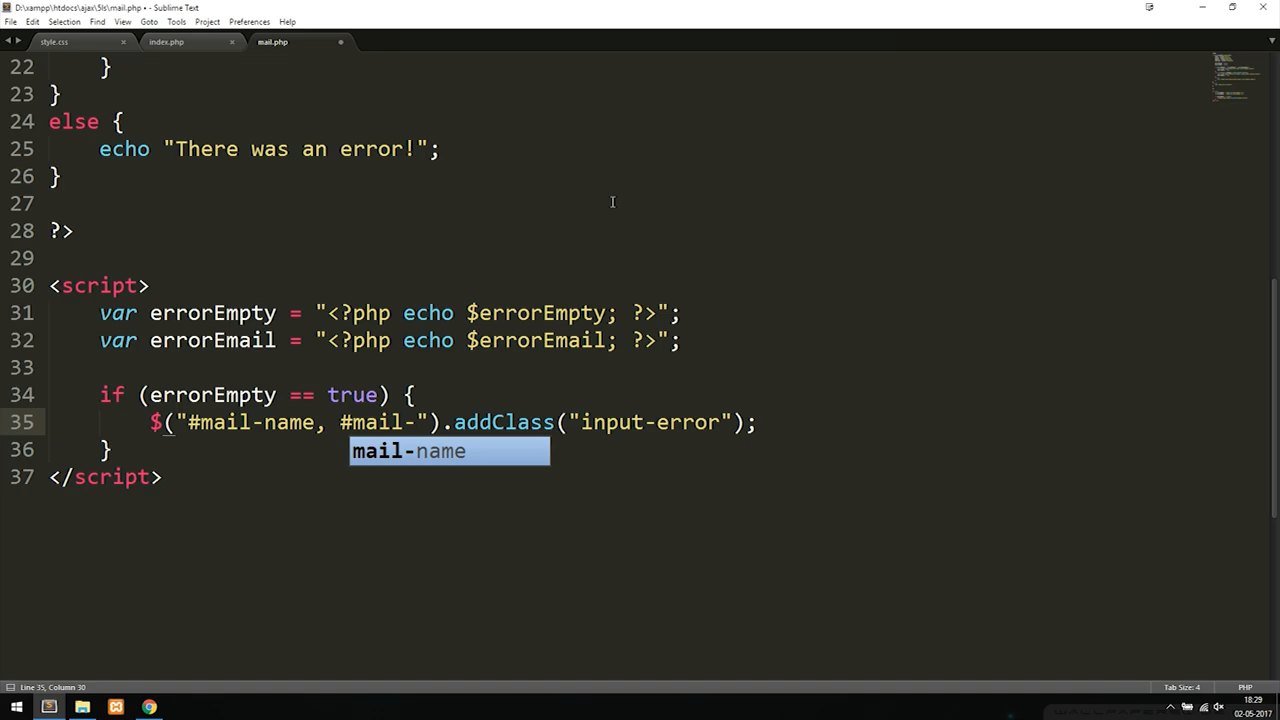 D:\xampp\htdocs\ajax\5ls\mail.php • - Sublime Text
File Edit Selection Find View Goto Tools Project Preferences Help
style.css × index.php × mail.php
22 }
23 }
24 else {
25 echo "There was an error!";
26 }
27
28 ?>
29
30 <script>
31 var errorEmpty = "<?php echo $errorEmpty; ?>";
32 var errorEmail = "<?php echo $errorEmail; ?>";
33
34 if (errorEmpty == true) {
35 $("#mail-name, #mail-").addClass("input-error");
36 }
mail-name
37 </script>
Line 35, Column 30 Tab Size: 4 PHP
18:29
02-05-2017